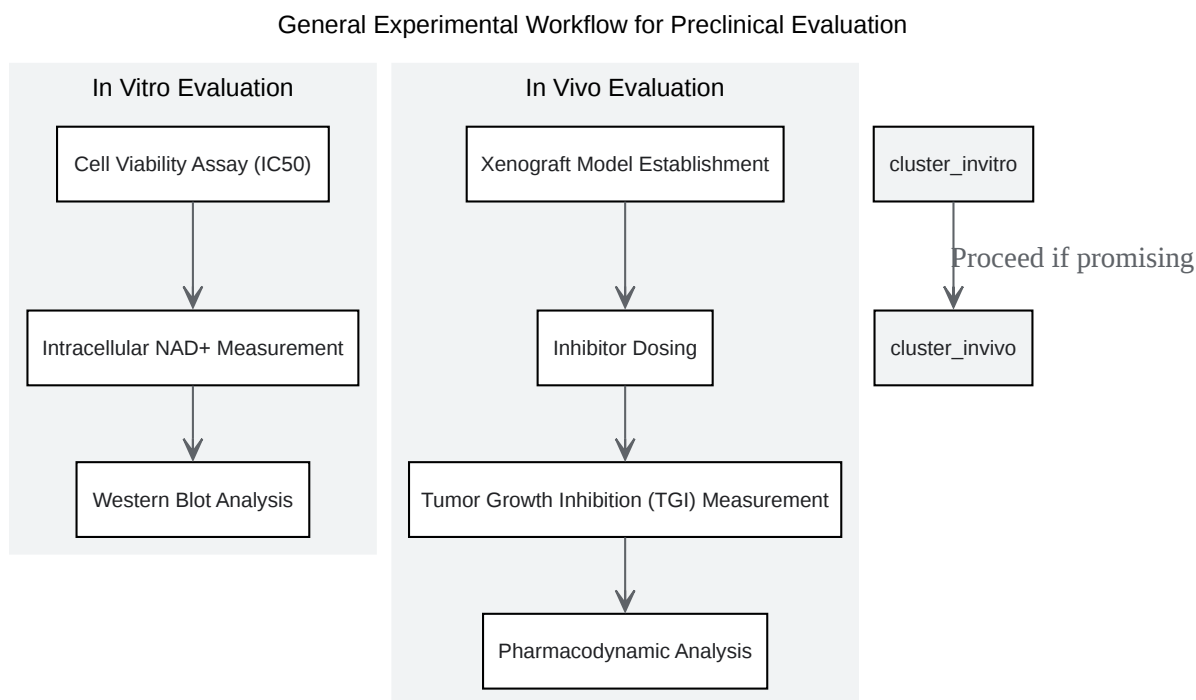 General Experimental Workflow for Preclinical Evaluation
In Vitro Evaluation
Cell Viability Assay (IC50)
Intracellular NAD+ Measurement
Western Blot Analysis
In Vivo Evaluation
Xenograft Model Establishment
Inhibitor Dosing
Tumor Growth Inhibition (TGI) Measurement
Pharmacodynamic Analysis
cluster_invitro
Proceed if promising
cluster_invivo